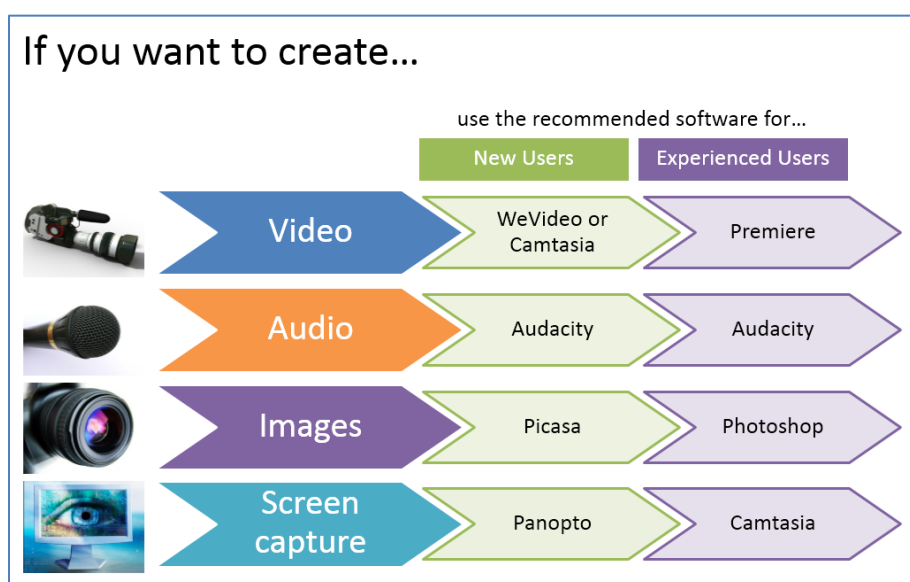 If you want to create…
use the recommended software for…
New Users
Experienced Users
Video
WeVideo or
Camtasia
Premiere
Audio
Audacity
Audacity
Images
Picasa
Photoshop
Screen
capture
Panopto
Camtasia